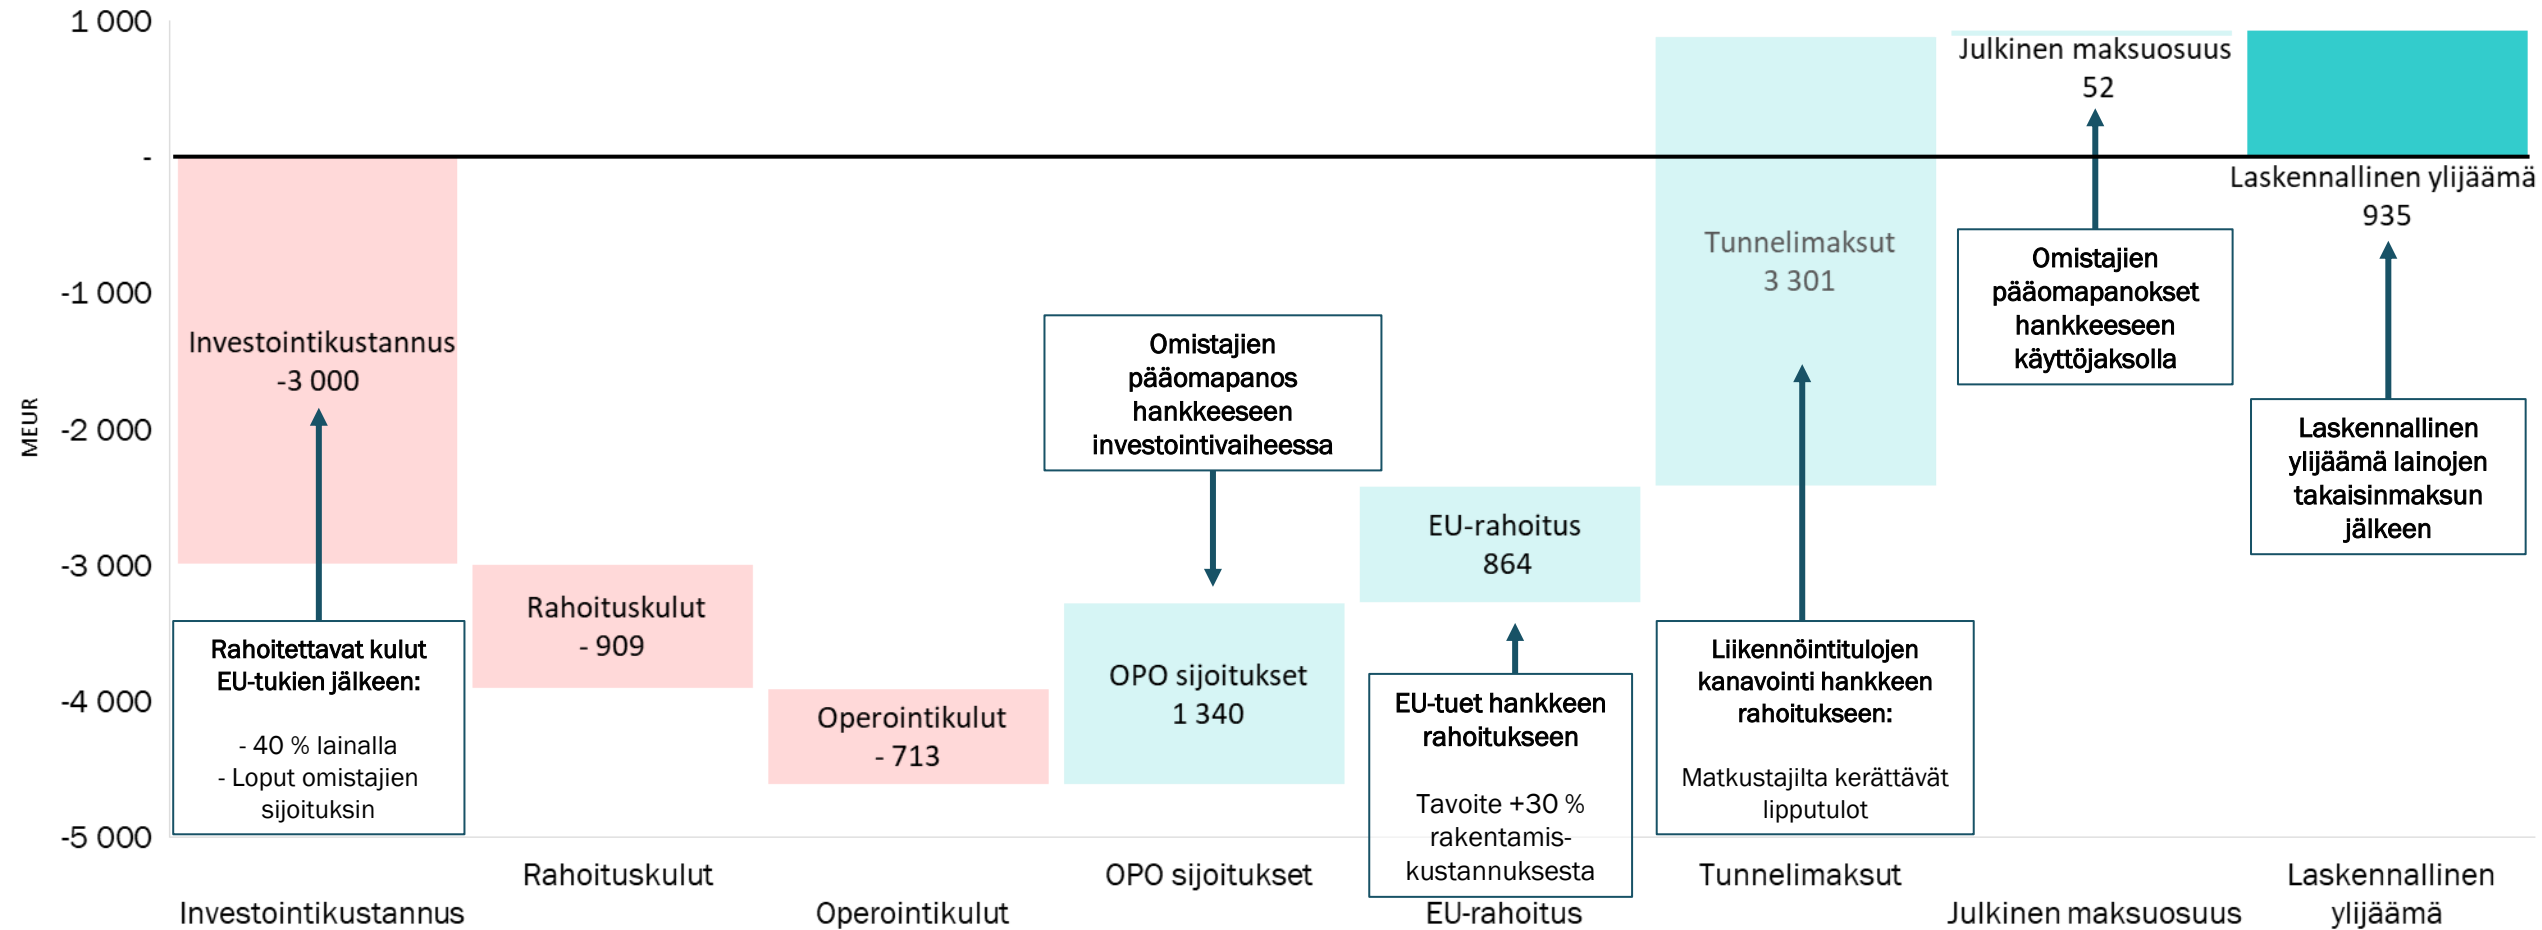 1 000
-
-1 000
-2 000
-3 000
-4 000
-5 000
MEUR
Investointikustannus
-3 000
Rahoitettavat kulut
EU-tukien jälkeen:
- 40 % lainalla
- Loput omistajien
sijoituksin
Rahoituskulut
- 909
Operointikulut
- 713
Omistajien
pääomapanos
hankkeeseen
investointivaiheessa
OPO sijoitukset
1 340
EU-rahoitus
864
EU-tuet hankkeen
rahoitukseen
Tavoite +30 %
rakentamis-
kustannuksesta
Tunnelimaksut
3 301
Liikennöintitulojen
kanavointi hankkeen
rahoitukseen:
Matkustajilta kerättävät
lipputulot
Julkinen maksuosuus
52
Omistajien
pääomapanokset
hankkeeseen
käyttöjaksolla
Laskennallinen ylijäämä
935
Laskennallinen
ylijäämä lainojen
takaisinmaksun
jälkeen
Investointikustannus
Rahoituskulut
Operointikulut
OPO sijoitukset
EU-rahoitus
Tunnelimaksut
Julkinen maksuosuus
Laskennallinen
ylijäämä